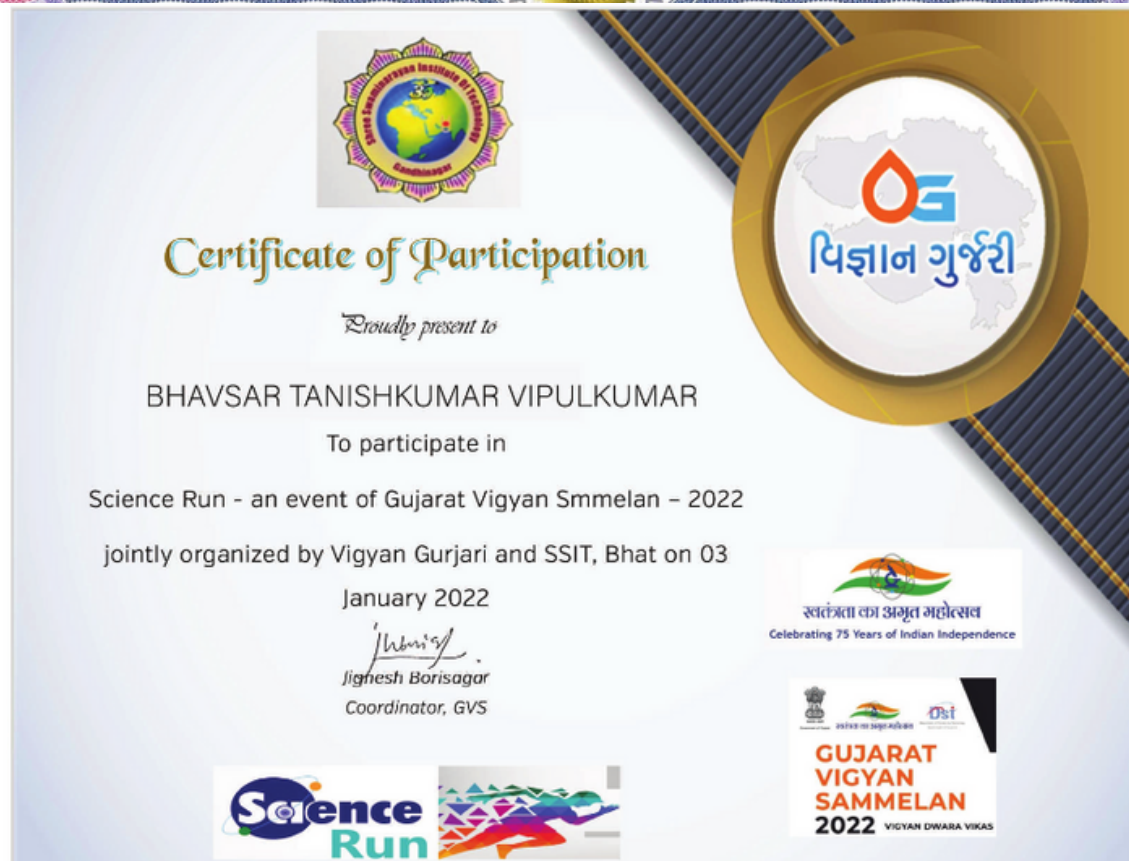 Shree Swaminarayan Institute Of Technology
Gandhinagar
વિજ્ઞાન ગુર્જરી
Certificate of Participation
Proudly present to
BHAVSAR TANISHKUMAR VIPULKUMAR
To participate in
Science Run - an event of Gujarat Vigyan Smmelan – 2022
jointly organized by Vigyan Gurjari and SSIT, Bhat on 03
January 2022
Jignesh Borisagar
Coordinator, GVS
स्वतंत्रता का अमृत महोत्सव
Celebrating 75 Years of Indian Independence
GUJARAT
VIGYAN
SAMMELAN
2022 VIGYAN DWARA VIKAS
Science
Run